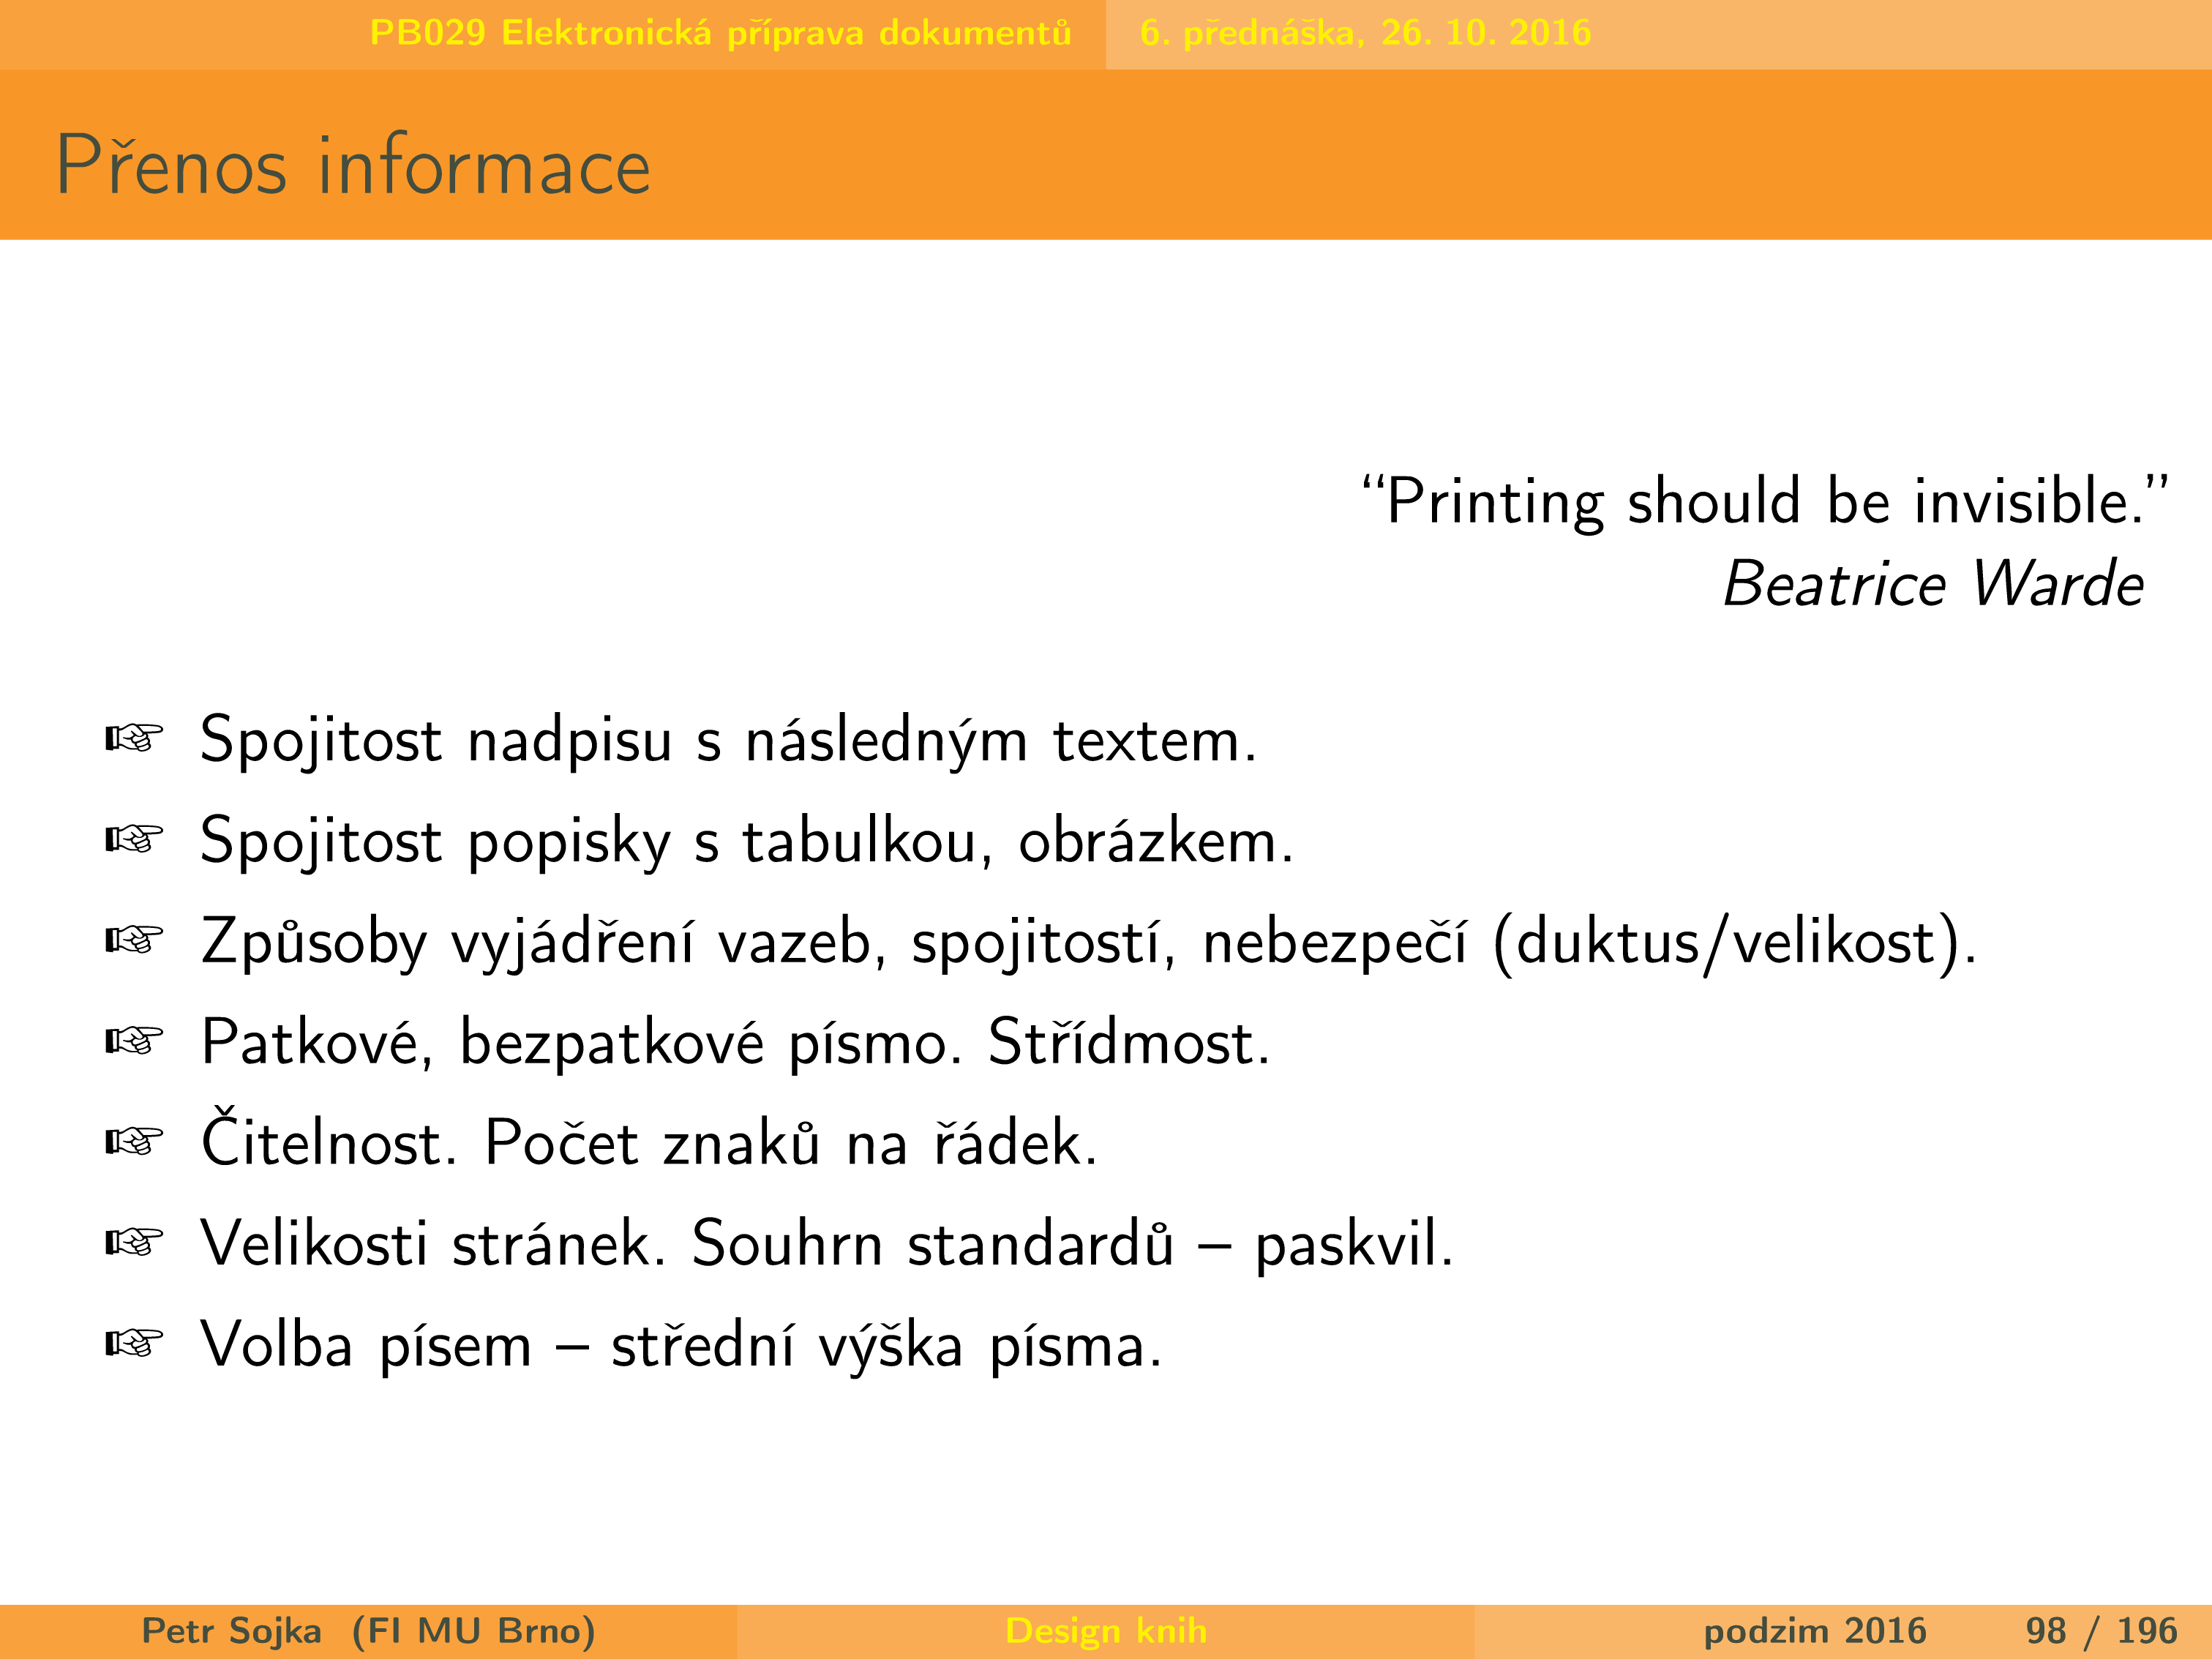 PB029 Elektronická příprava dokumentů 6. přednáška, 26. 10. 2016
Přenos informace
“Printing should be invisible.”
Beatrice Warde
☞ Spojitost nadpisu s následným textem.
☞ Spojitost popisky s tabulkou, obrázkem.
☞ Způsoby vyjádření vazeb, spojitostí, nebezpečí (duktus/velikost).
☞ Patkové, bezpatkové písmo. Střídmost.
☞ Čitelnost. Počet znaků na řádek.
☞ Velikosti stránek. Souhrn standardů – paskvil.
☞ Volba písem – střední výška písma.
Petr Sojka (FI MU Brno) Design knih podzim 2016 98 / 196